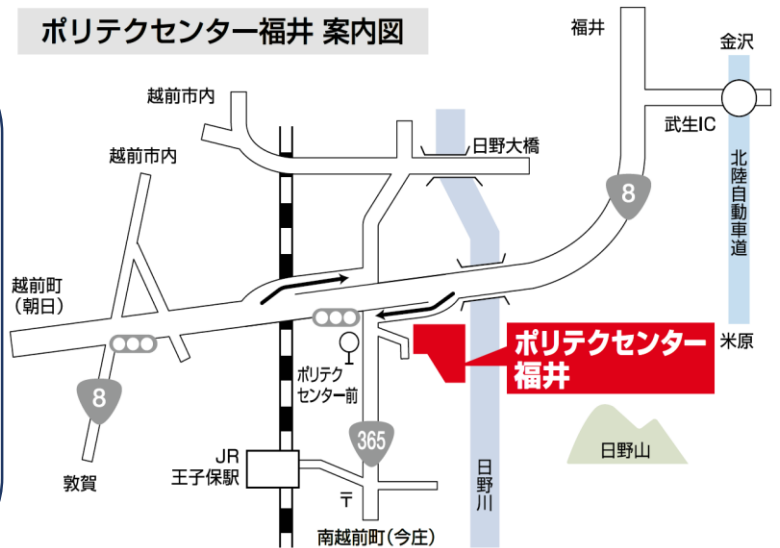 ポリテクセンター福井 案内図
福井
金沢
越前市内
武生IC
日野大橋
越前市内
北陸自動車道
8
越前町
(朝日)
米原
ポリテクセンター
福井
ポリテク
センター前
8
365
日野山
JR
王子保駅
日野川
敦賀
〒
南越前町(今庄)